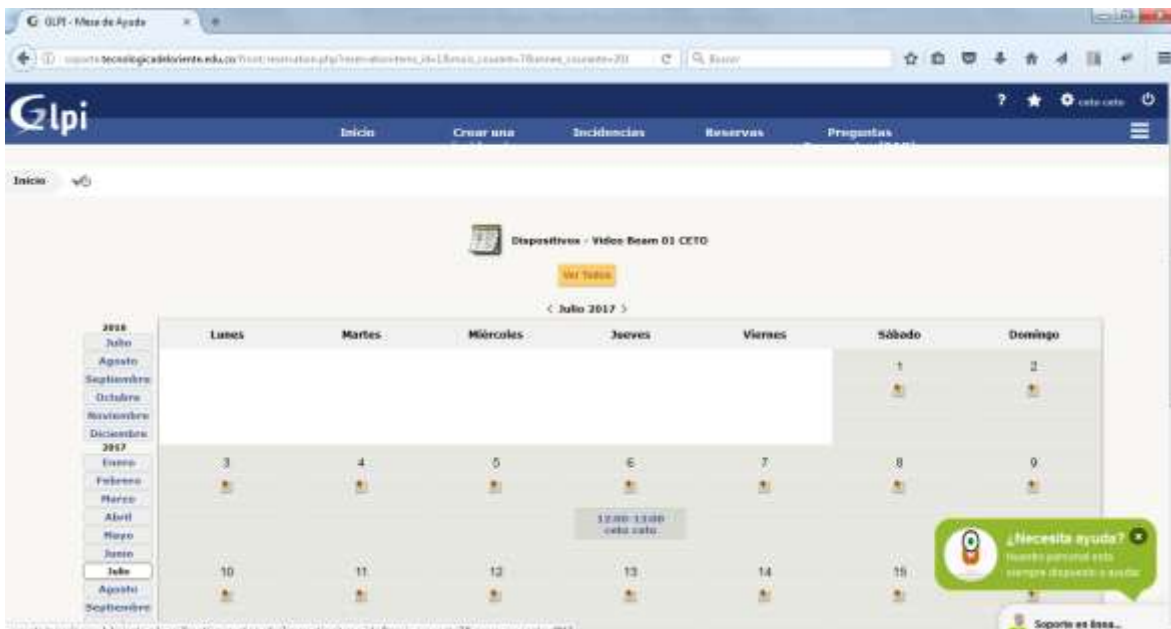 GLPI - Mesa de Ayuda
Buscar
Glpi
? ceto ceto
Inicio Crear una Incidencias Reservas Preguntas
Inicio
Dispositivos - Video Beam 01 CETO
Ver Todos
< Julio 2017 >
2016
Julio
Agosto
Septiembre
Octubre
Noviembre
Diciembre
2017
Enero
Febrero
Marzo
Abril
Mayo
Junio
Julio
Agosto
Septiembre
Lunes Martes Miércoles Jueves Viernes Sábado Domingo
1 2
3 4 5 6 7 8 9
12:00 13:00
ceto ceto
10 11 12 13 14 15
¿Necesita ayuda?
Nuestro personal esta
siempre dispuesto a ayudar
Soporte en línea...